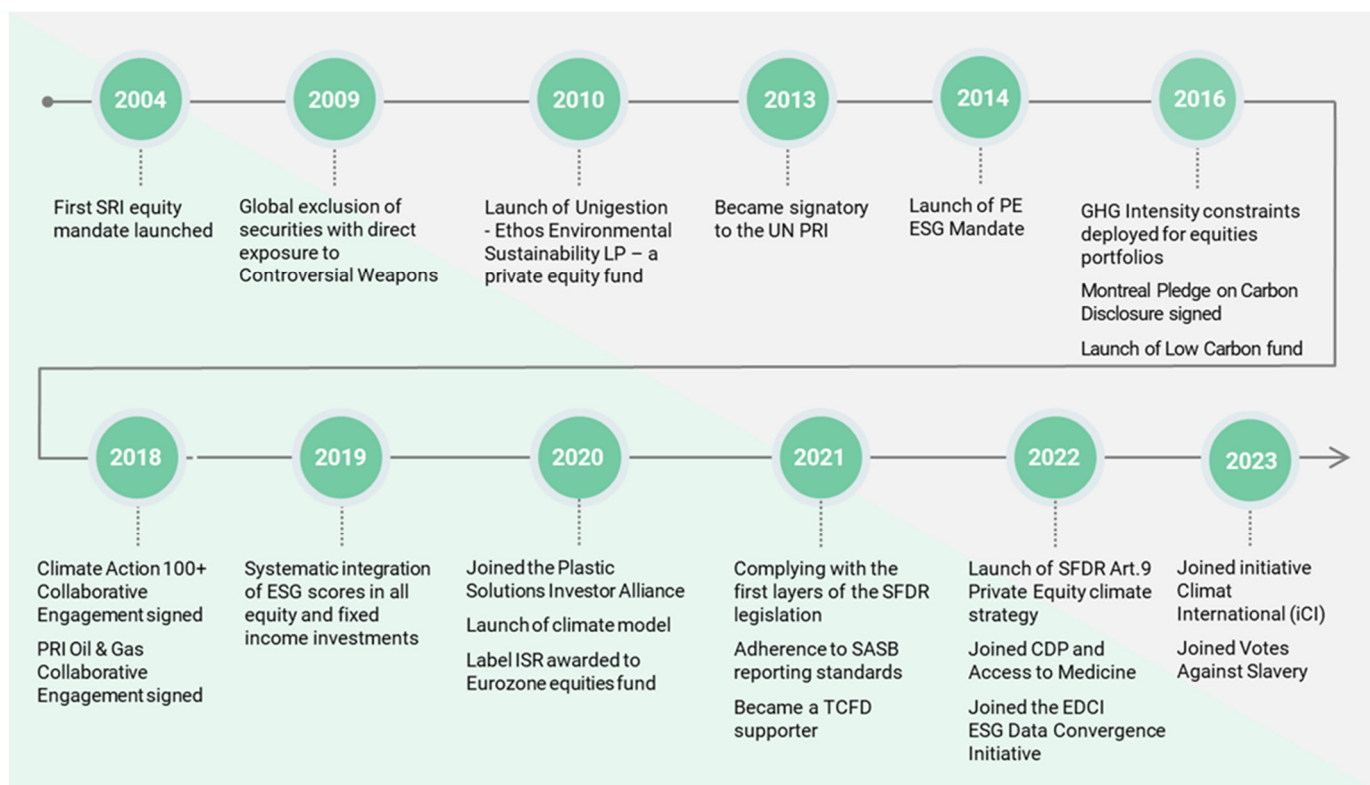 2004
First SRI equity
mandate launched
2009
Global exclusion of
securities with direct
exposure to
Controversial Weapons
2010
Launch of Unigestion
- Ethos Environmental
Sustainability LP – a
private equity fund
2013
Became signatory
to the UN PRI
2014
Launch of PE
ESG Mandate
2016
GHG Intensity constraints
deployed for equities
portfolios
Montreal Pledge on Carbon
Disclosure signed
Launch of Low Carbon fund
2018
Climate Action 100+
Collaborative
Engagement signed
PRI Oil & Gas
Collaborative
Engagement signed
2019
Systematic integration
of ESG scores in all
equity and fixed
income investments
2020
Joined the Plastic
Solutions Investor Alliance
Launch of climate model
Label ISR awarded to
Eurozone equities fund
2021
Complying with the
first layers of the SFDR
legislation
Adherence to SASB
reporting standards
Became a TCFD
supporter
2022
Launch of SFDR Art.9
Private Equity climate
strategy
Joined CDP and
Access to Medicine
Joined the EDCI
ESG Data Convergence
Initiative
2023
Joined initiative
Climat
International (iCI)
Joined Votes
Against Slavery